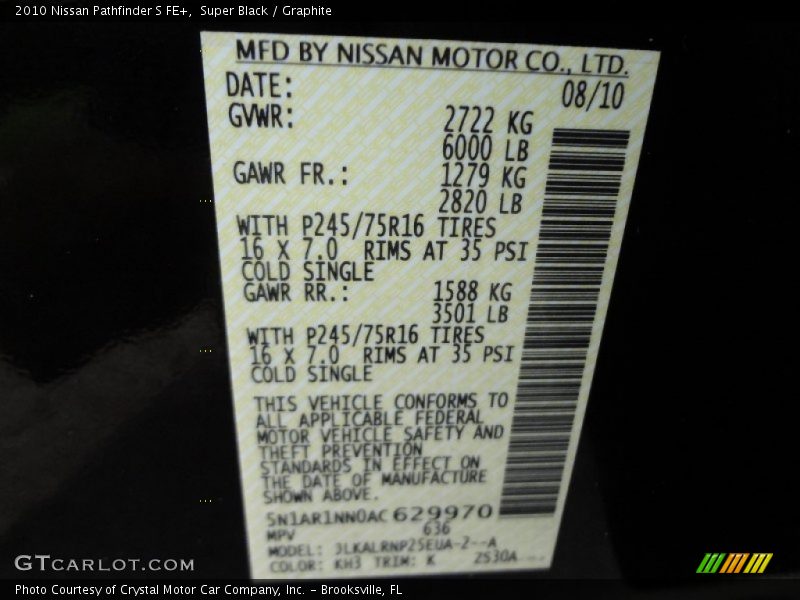 2010 Nissan Pathfinder S FE+, Super Black / Graphite
MFD BY NISSAN MOTOR CO., LTD.
DATE: 08/10
GVWR: 2722 KG
6000 LB
GAWR FR.: 1279 KG
2820 LB
WITH P245/75R16 TIRES
16 X 7.0 RIMS AT 35 PSI
COLD SINGLE
GAWR RR.: 1588 KG
3501 LB
WITH P245/75R16 TIRES
16 X 7.0 RIMS AT 35 PSI
COLD SINGLE
THIS VEHICLE CONFORMS TO
ALL APPLICABLE FEDERAL
MOTOR VEHICLE SAFETY AND
THEFT PREVENTION
STANDARDS IN EFFECT ON
THE DATE OF MANUFACTURE
SHOWN ABOVE.
5N1AR1NN0AC629970
MPV 636
MODEL: JLKALRNP25EUA-2--A
COLOR: KH3 TRIM: K 2530A
GTcarlot.com
Photo Courtesy of Crystal Motor Car Company, Inc. – Brooksville, FL